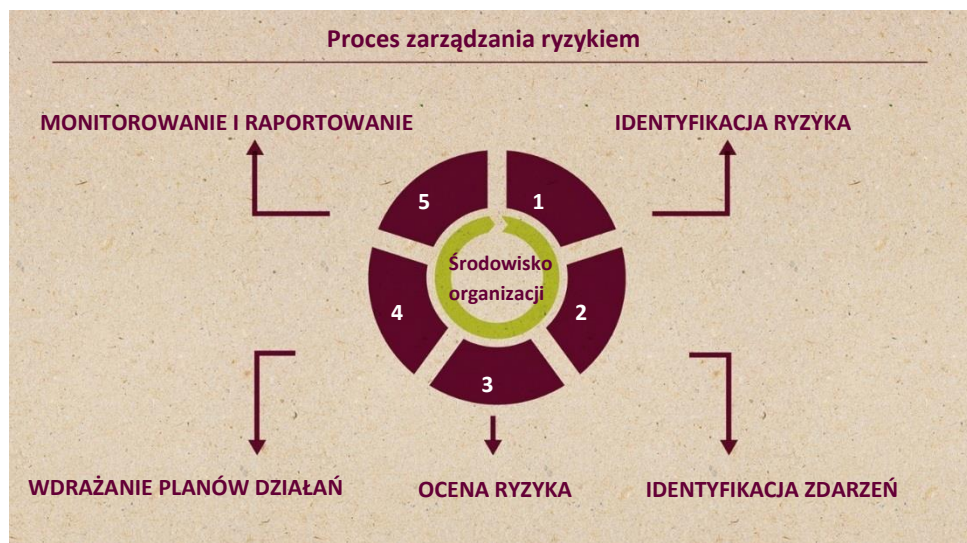 Proces zarządzania ryzykiem
MONITOROWANIE I RAPORTOWANIE
IDENTYFIKACJA RYZYKA
5
1
Środowisko
organizacji
4
2
3
WDRAŻANIE PLANÓW DZIAŁAŃ
OCENA RYZYKA
IDENTYFIKACJA ZDARZEŃ